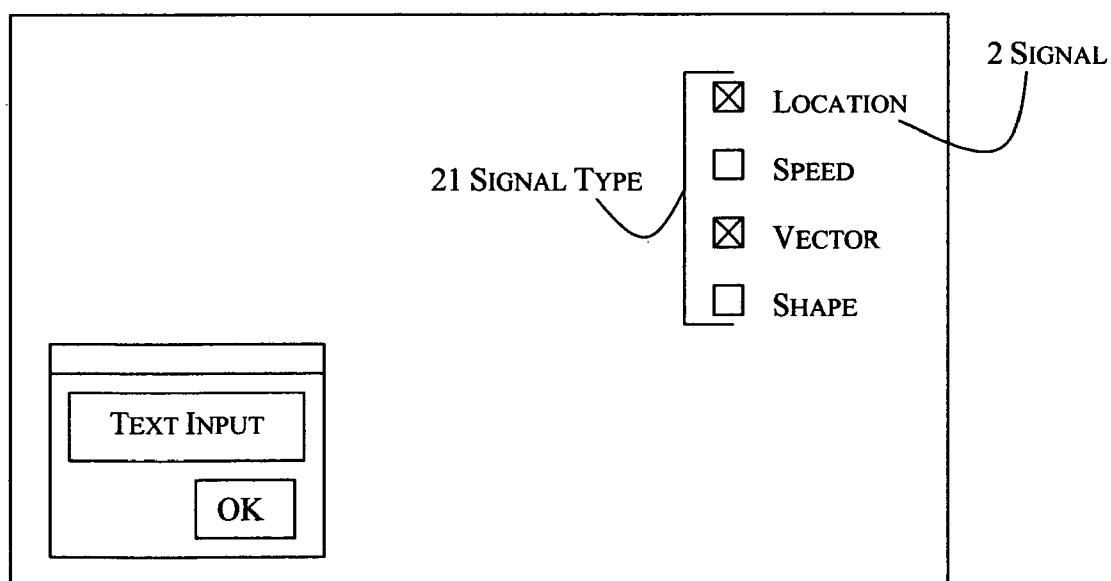 2 SIGNAL
LOCATION
SPEED
21 SIGNAL TYPE
VECTOR
SHAPE
TEXT INPUT
OK